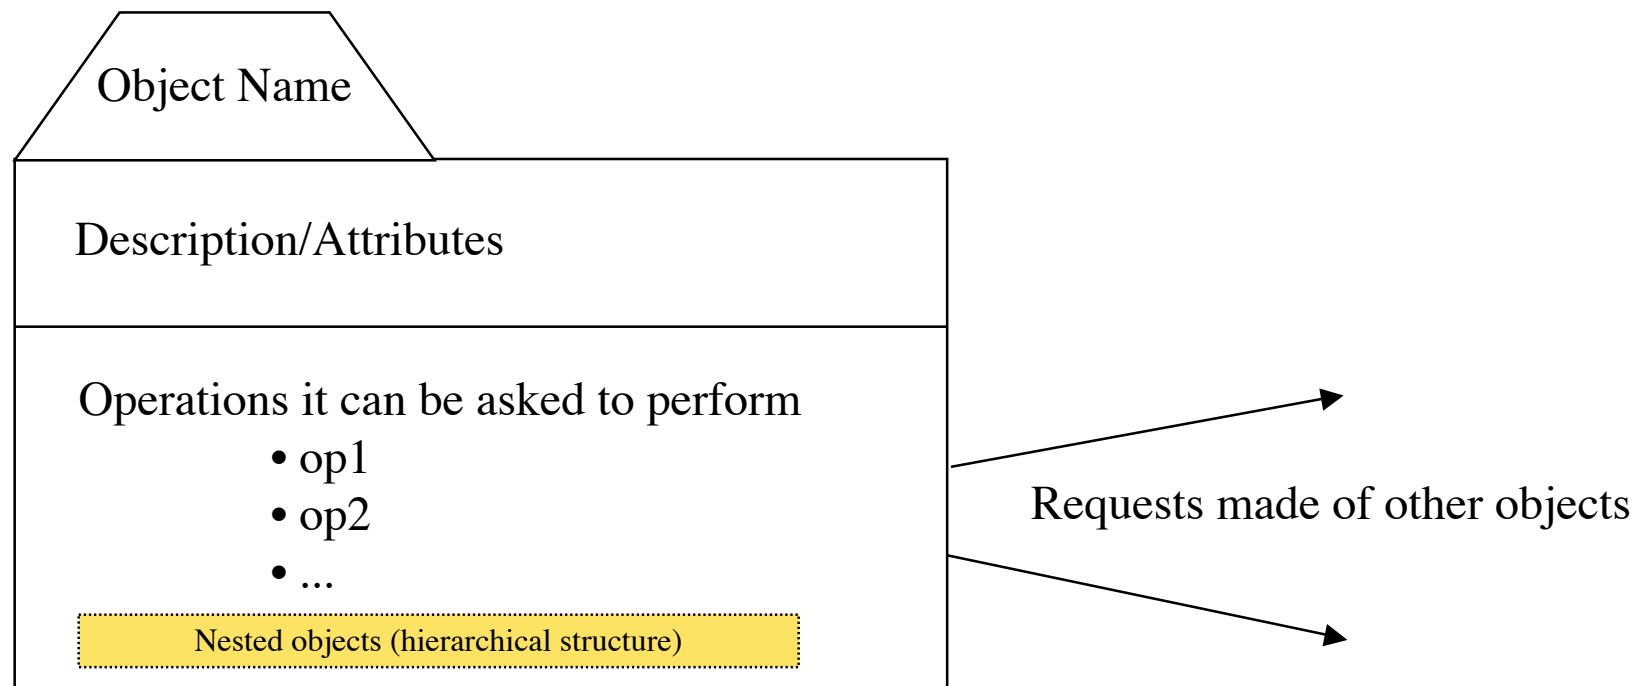 Object Name
Description/Attributes
Operations it can be asked to perform
• op1
• op2
• ...
Requests made of other objects
Nested objects (hierarchical structure)